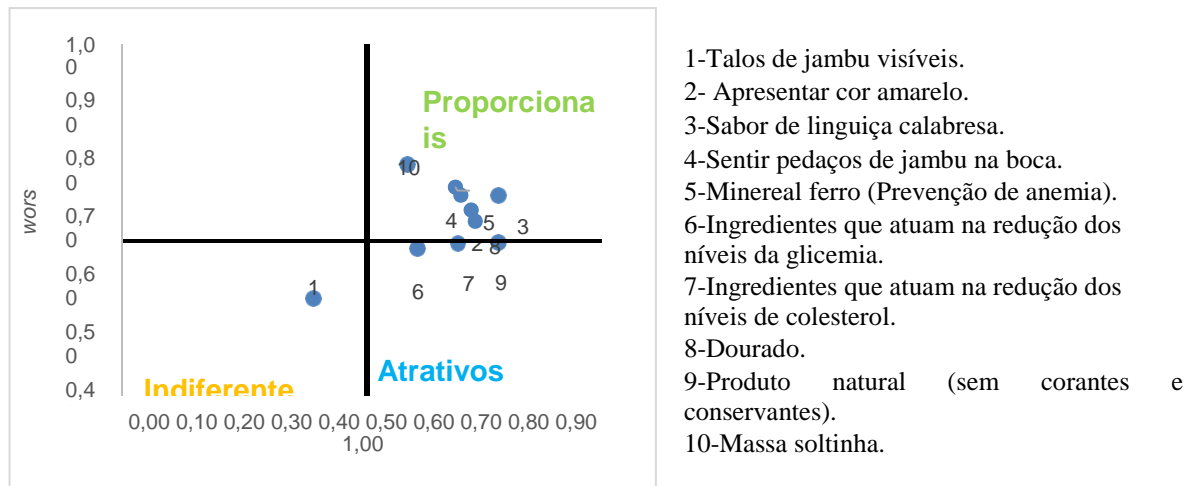 1,0
0
0,9
0
0,8
0
0,7
0
0,6
0
0,5
0
0,4
wors
Proporciona
is
10
4
5
3
2
8
1
6
7
9
Atrativos
Indiferente
0,00 0,10 0,20 0,30 0,40 0,50 0,60 0,70 0,80 0,90
1,00
1-Talos de jambu visíveis.
2- Apresentar cor amarelo.
3-Sabor de linguiça calabresa.
4-Sentir pedaços de jambu na boca.
5-Minereal ferro (Prevenção de anemia).
6-Ingredientes que atuam na redução dos
níveis da glicemia.
7-Ingredientes que atuam na redução dos
níveis de colesterol.
8-Dourado.
9-Produto natural (sem corantes e
conservantes).
10-Massa soltinha.